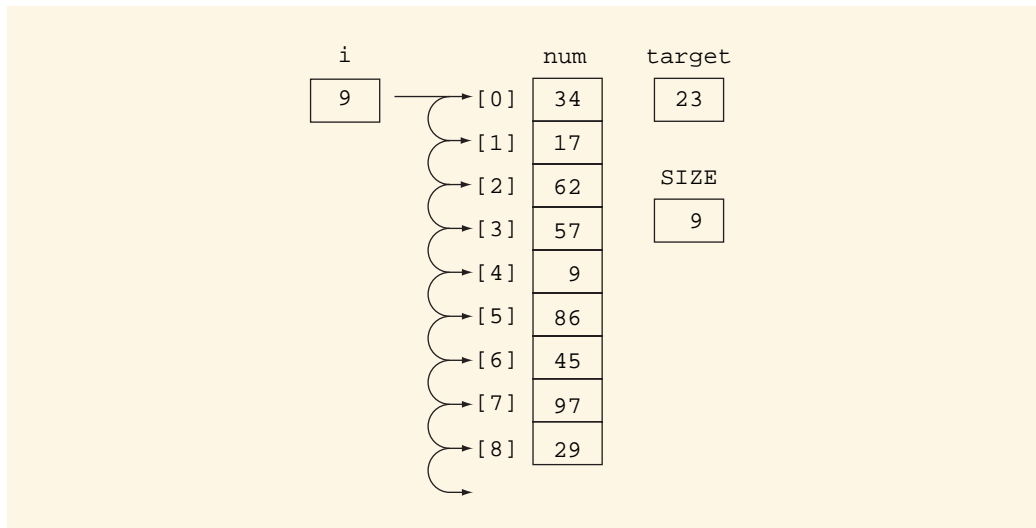 i num target
9 [0] 34 23
[1] 17
[2] 62 SIZE
[3] 57 9
[4] 9
[5] 86
[6] 45
[7] 97
[8] 29